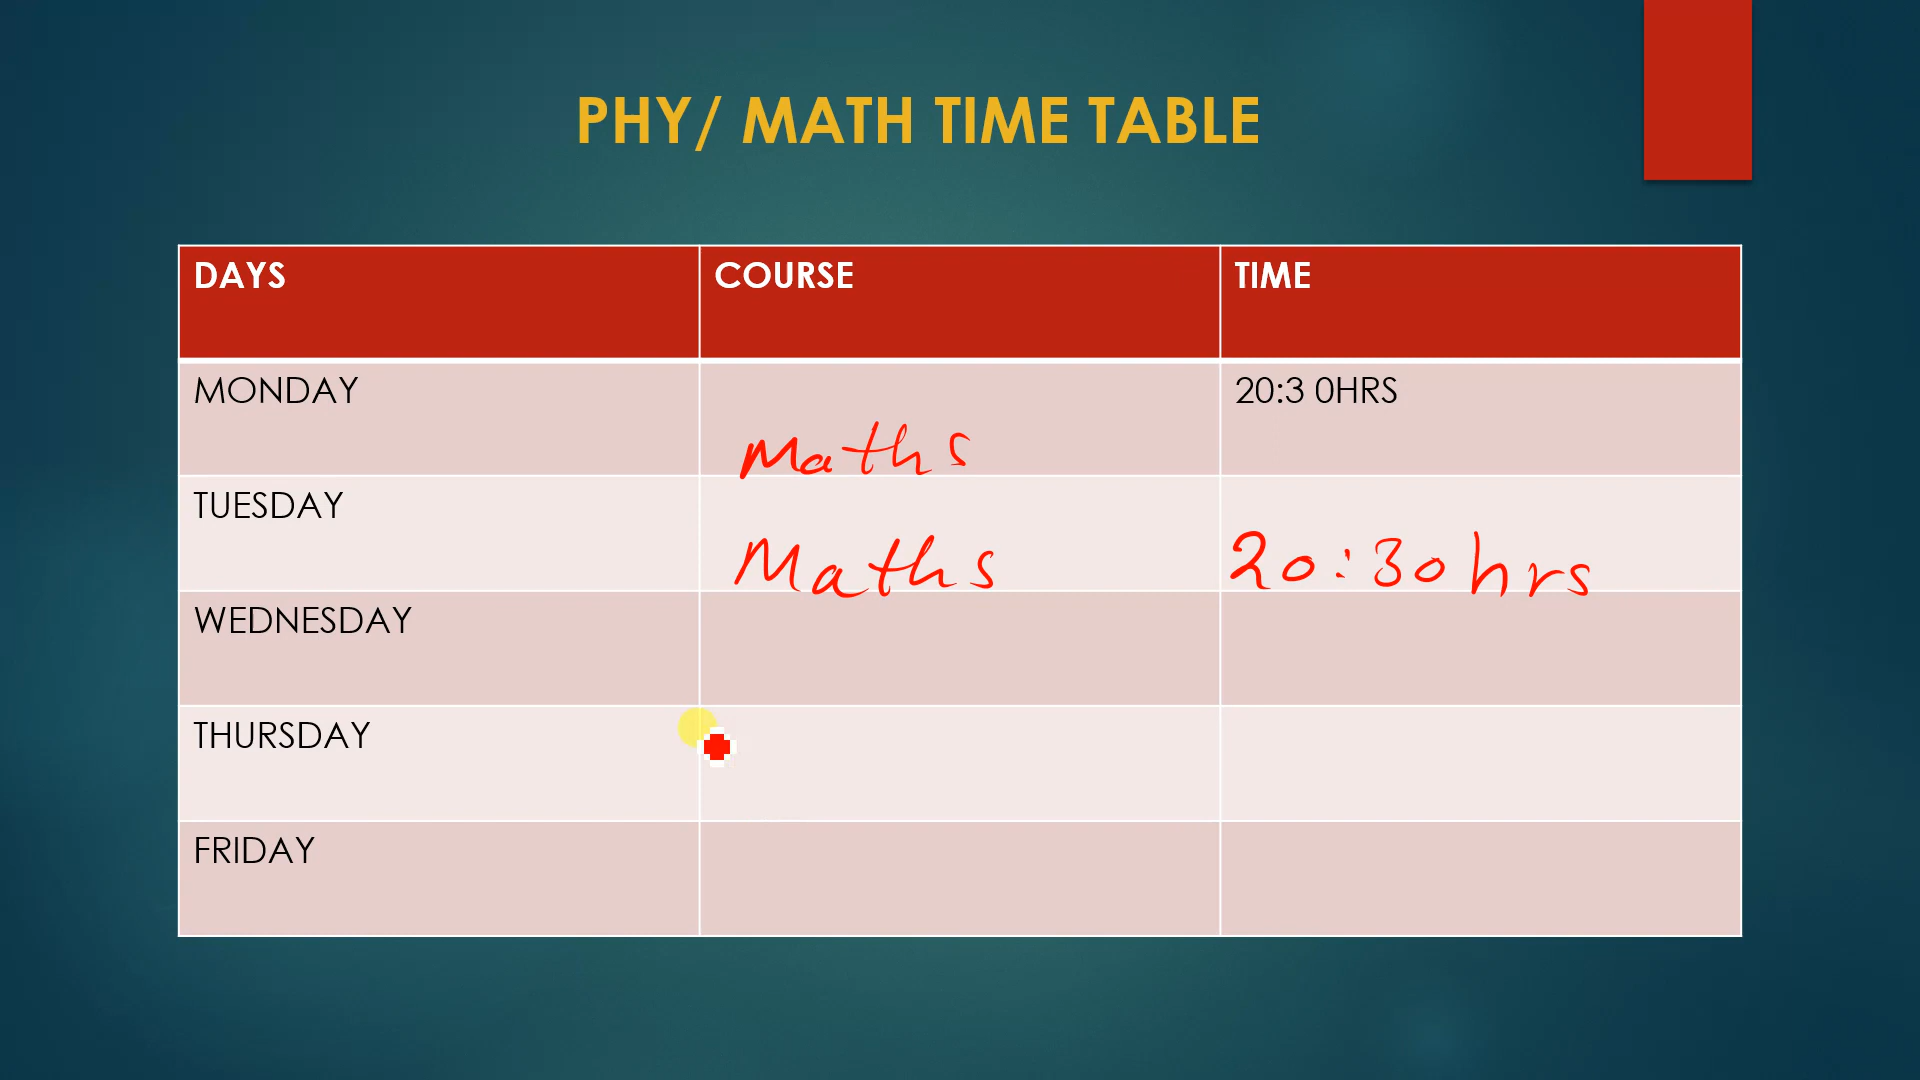 PHY/ MATH TIME TABLE
DAYS COURSE TIME
MONDAY Maths 20:3 0HRS
TUESDAY Maths 20:30hrs
WEDNESDAY
THURSDAY
FRIDAY